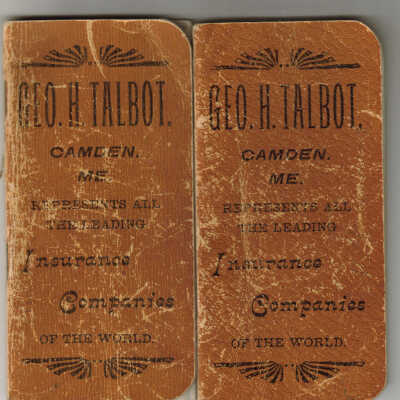 GEO. H. TALBOT.
CAMDEN.
ME.
REPRESENTS ALL
THE LEADING
Insurance
Companies
OF THE WORLD.
GEO. H. TALBOT.
CAMDEN.
ME.
REPRESENTS ALL
THE LEADING
Insurance
Companies
OF THE WORLD.